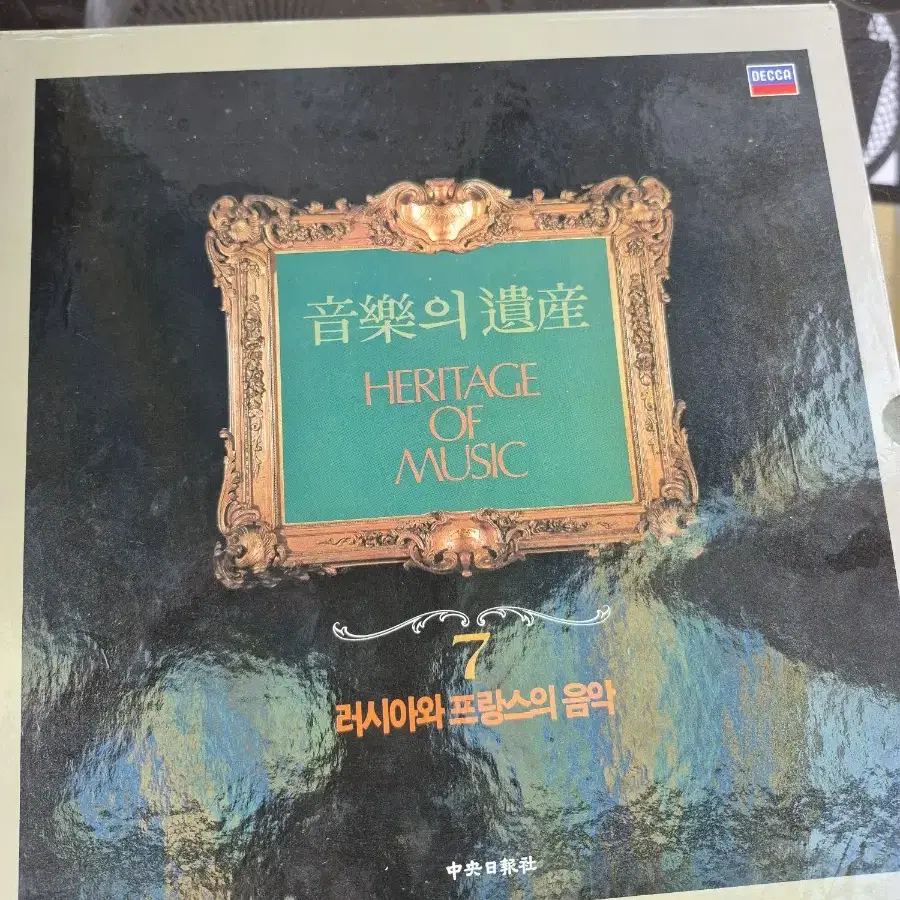 DECCA
音樂의 遺産
HERITAGE
OF
MUSIC
7
러시아와 프랑스의 음악
中央日報社